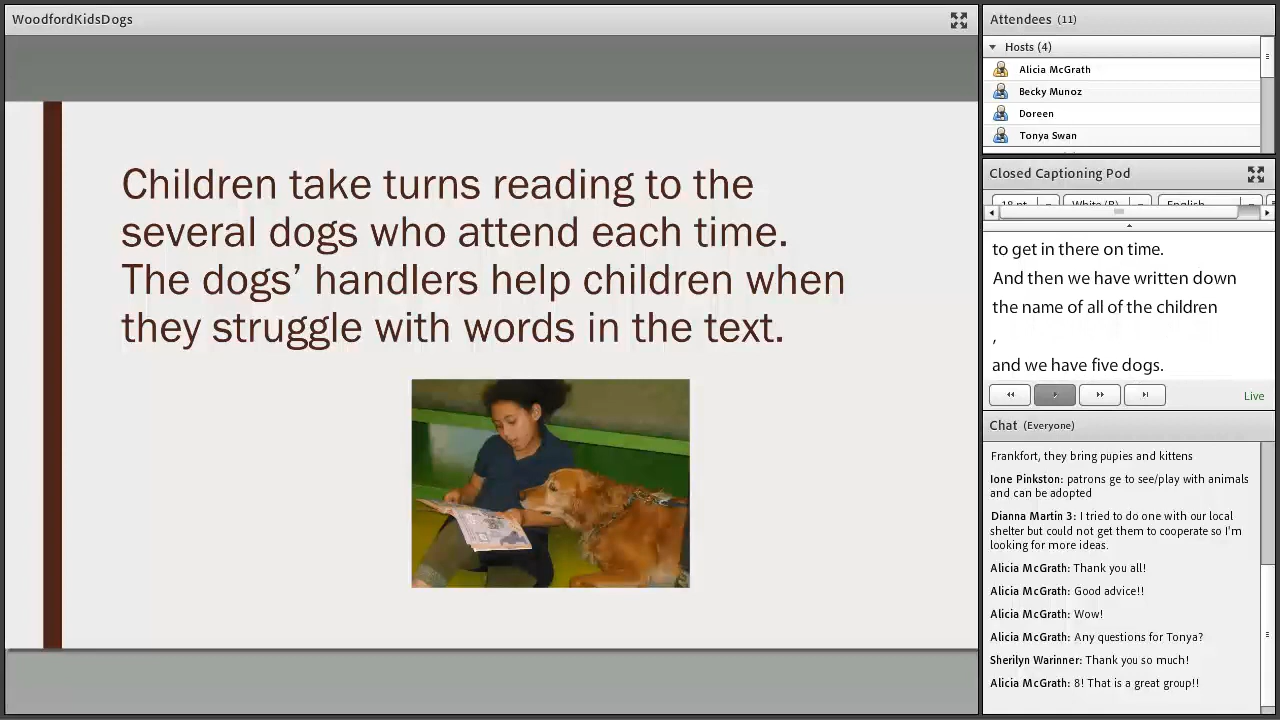 WoodfordKidsDogs
Children take turns reading to the
several dogs who attend each time.
The dogs’ handlers help children when
they struggle with words in the text.
Attendees (11)
Hosts (4)
Alicia McGrath
Becky Munoz
Doreen
Tonya Swan
Closed Captioning Pod
18 pt
White (B)
English
to get in there on time.
And then we have written down
the name of all of the children
,
and we have five dogs.
Live
Chat (Everyone)
Frankfort, they bring pupies and kittens
Ione Pinkston: patrons ge to see/play with animals
and can be adopted
Dianna Martin 3: I tried to do one with our local
shelter but could not get them to cooperate so I'm
looking for more ideas.
Alicia McGrath: Thank you all!
Alicia McGrath: Good advice!!
Alicia McGrath: Wow!
Alicia McGrath: Any questions for Tonya?
Sherilyn Warinner: Thank you so much!
Alicia McGrath: 8! That is a great group!!